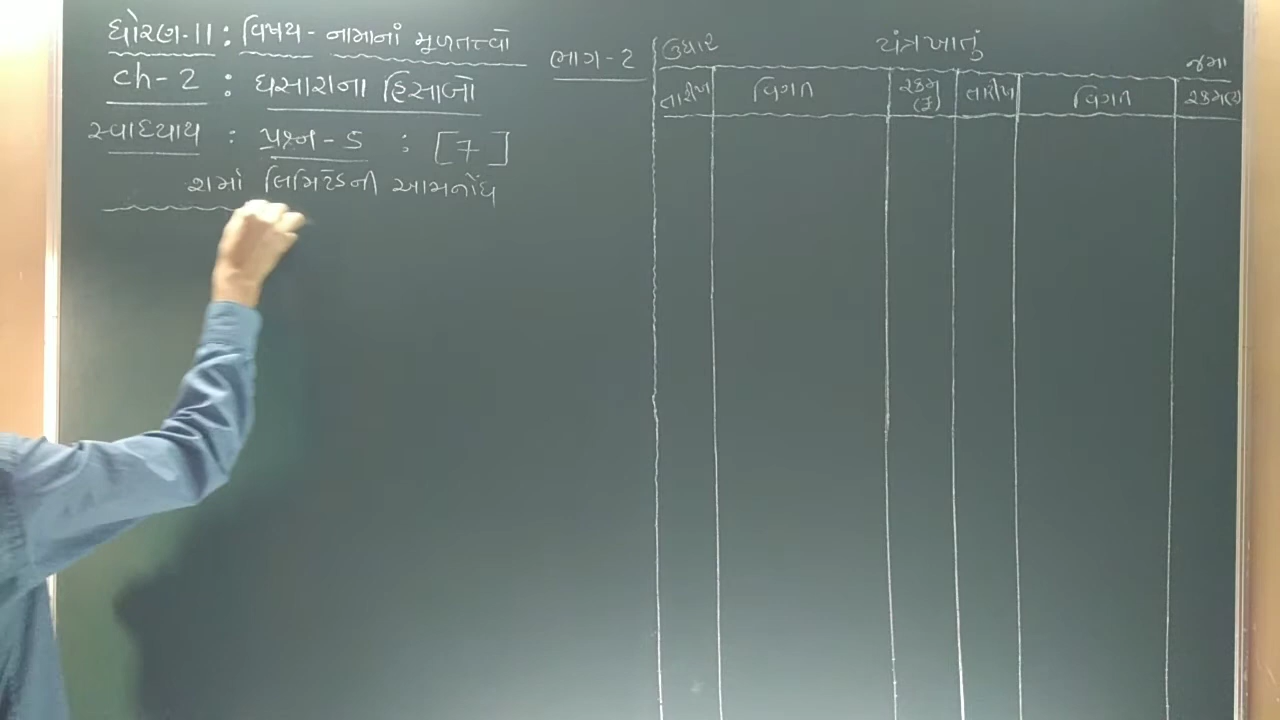 ધોરણ-11 : વિષય - નામાનાં મૂળતત્ત્વો
ભાગ-2
ch-2 : ઘસારાના હિસાબો
સ્વાધ્યાય : પ્રશ્ન-5 : [7]
શમાં લિમિટેડની આમનોંધ
ઉધાર યંત્રખાતું જમા
તારીખ વિગત રકમ (₹) તારીખ વિગત રકમ(₹)